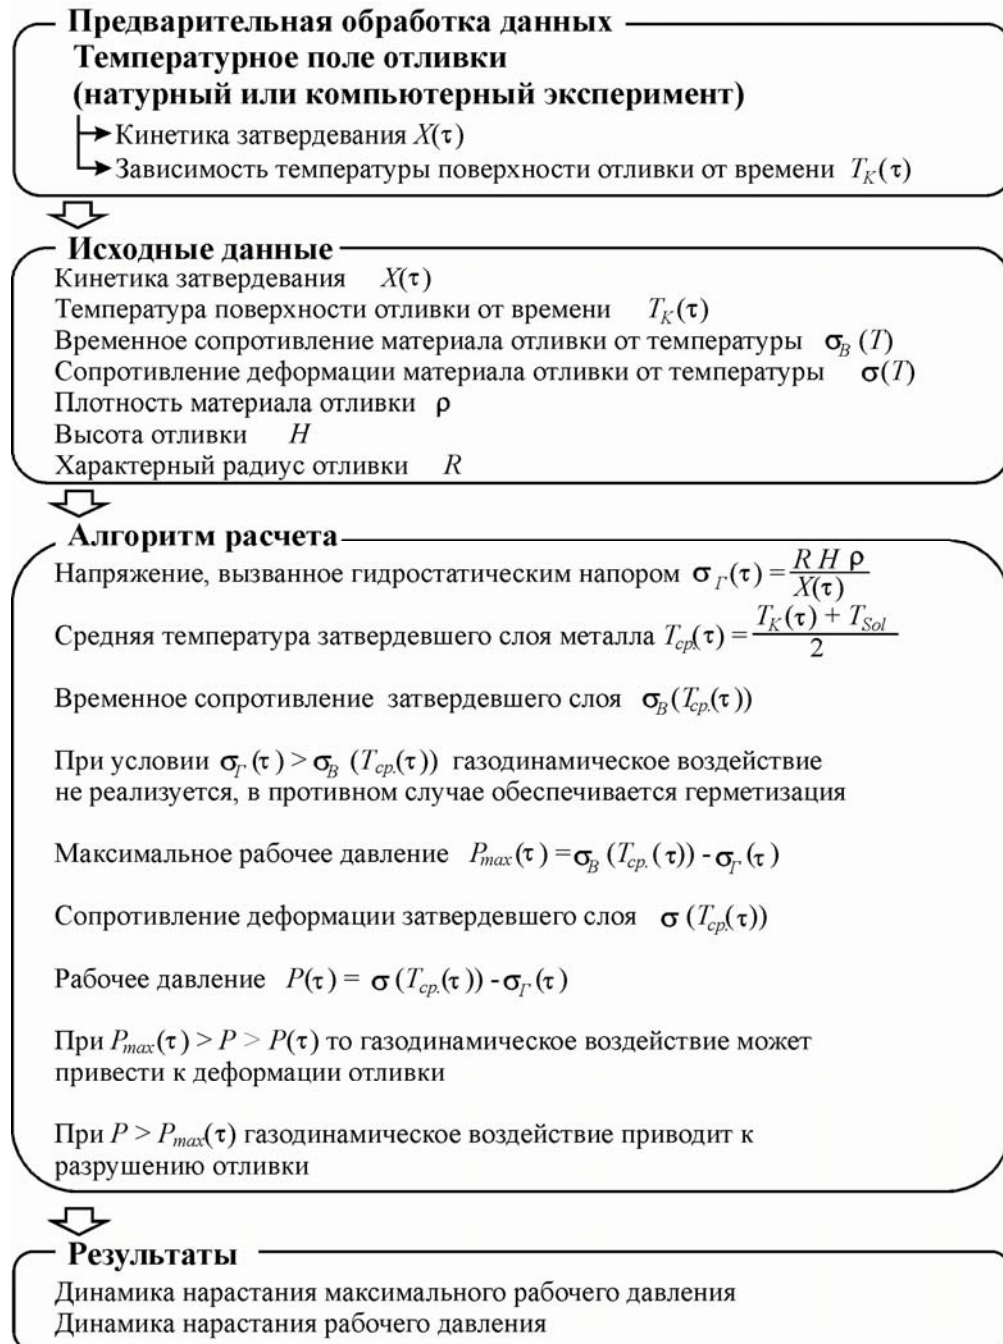 Предварительная обработка данных
Температурное поле отливки
(натурный или компьютерный эксперимент)
Кинетика затвердевания X(τ)
Зависимость температуры поверхности отливки от времени T_K(τ)
Исходные данные
Кинетика затвердевания X(τ)
Температура поверхности отливки от времени T_K(τ)
Временное сопротивление материала отливки от температуры σ_B (T)
Сопротивление деформации материала отливки от температуры σ(T)
Плотность материала отливки ρ
Высота отливки H
Характерный радиус отливки R
Алгоритм расчета
Напряжение, вызванное гидростатическим напором σ_Г(τ) = R H ρ / X(τ)
Средняя температура затвердевшего слоя металла T_ср.(τ) = T_K(τ) + T_Sol / 2
Временное сопротивление затвердевшего слоя σ_B(T_ср.(τ))
При условии σ_Г(τ) > σ_B (T_ср.(τ)) газодинамическое воздействие
не реализуется, в противном случае обеспечивается герметизация
Максимальное рабочее давление P_max(τ) = σ_B (T_ср.(τ)) - σ_Г(τ)
Сопротивление деформации затвердевшего слоя σ (T_ср.(τ))
Рабочее давление P(τ) = σ (T_ср.(τ)) - σ_Г(τ)
При P_max(τ) > P > P(τ) то газодинамическое воздействие может
привести к деформации отливки
При P > P_max(τ) газодинамическое воздействие приводит к
разрушению отливки
Результаты
Динамика нарастания максимального рабочего давления
Динамика нарастания рабочего давления